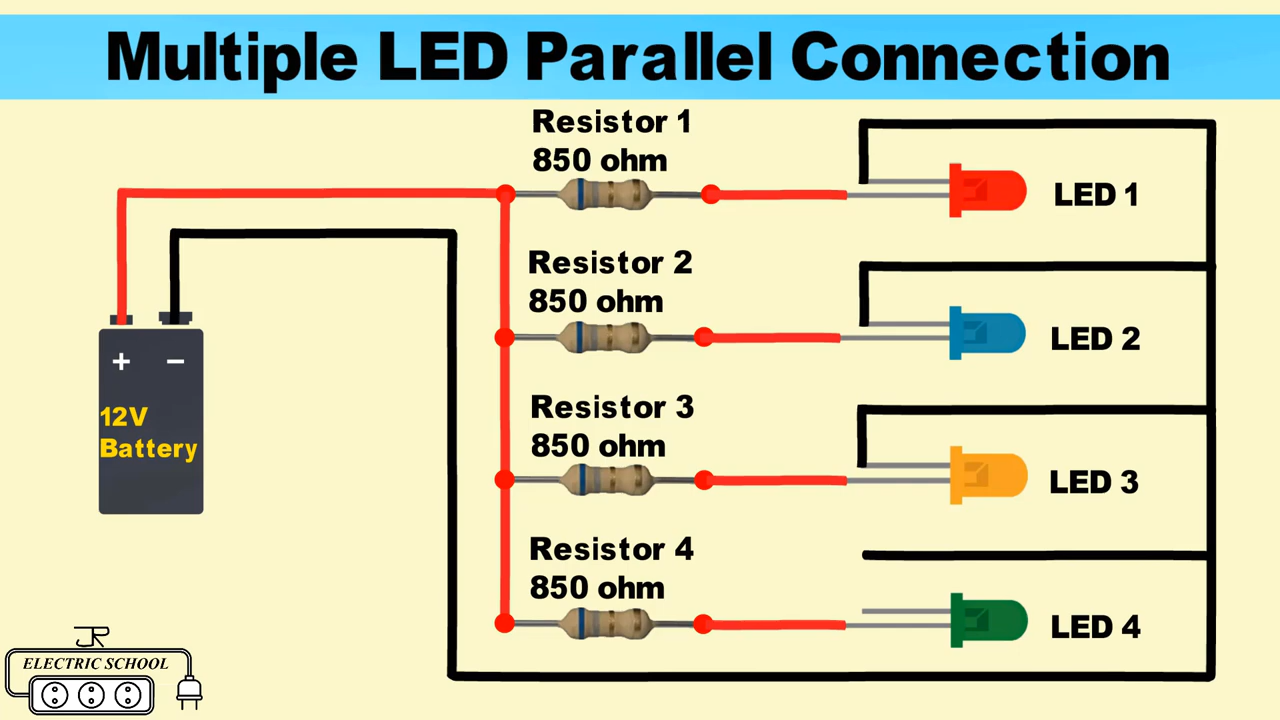 Multiple LED Parallel Connection
Resistor 1
850 ohm
LED 1
Resistor 2
850 ohm
LED 2
+ −
12V
Battery
Resistor 3
850 ohm
LED 3
Resistor 4
850 ohm
LED 4
JR
ELECTRIC SCHOOL